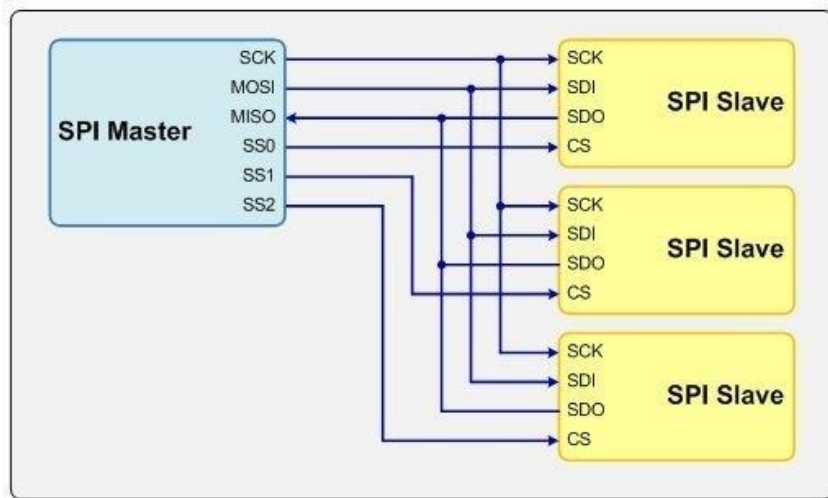 SPI Master
SCK
MOSI
MISO
SS0
SS1
SS2
SCK
SDI
SDO
CS
SPI Slave
SCK
SDI
SDO
CS
SPI Slave
SCK
SDI
SDO
CS
SPI Slave